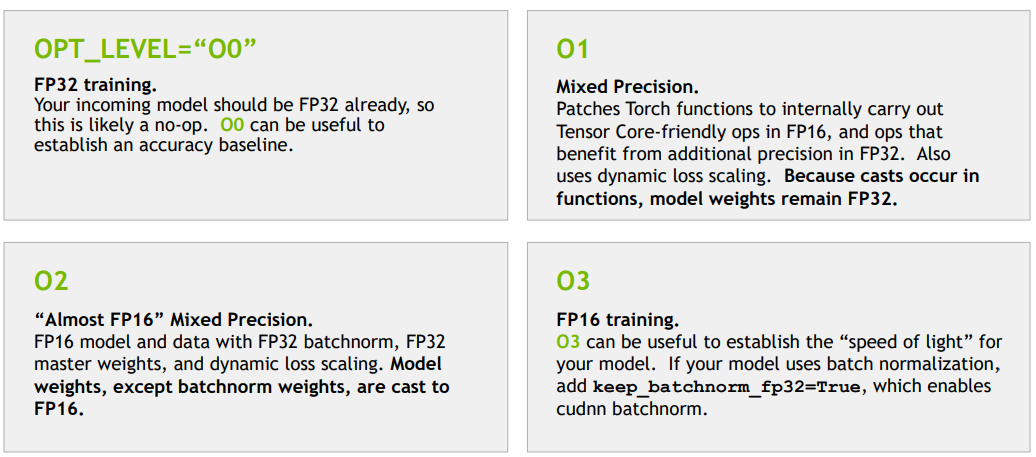 OPT_LEVEL=“O0”
FP32 training.
Your incoming model should be FP32 already, so
this is likely a no-op.  O0 can be useful to
establish an accuracy baseline.
O1
Mixed Precision.
Patches Torch functions to internally carry out
Tensor Core-friendly ops in FP16, and ops that
benefit from additional precision in FP32.  Also
uses dynamic loss scaling.  Because casts occur in
functions, model weights remain FP32.
O2
“Almost FP16” Mixed Precision.
FP16 model and data with FP32 batchnorm, FP32
master weights, and dynamic loss scaling. Model
weights, except batchnorm weights, are cast to
FP16.
O3
FP16 training.
O3 can be useful to establish the “speed of light” for
your model.  If your model uses batch normalization,
add keep_batchnorm_fp32=True, which enables
cudnn batchnorm.